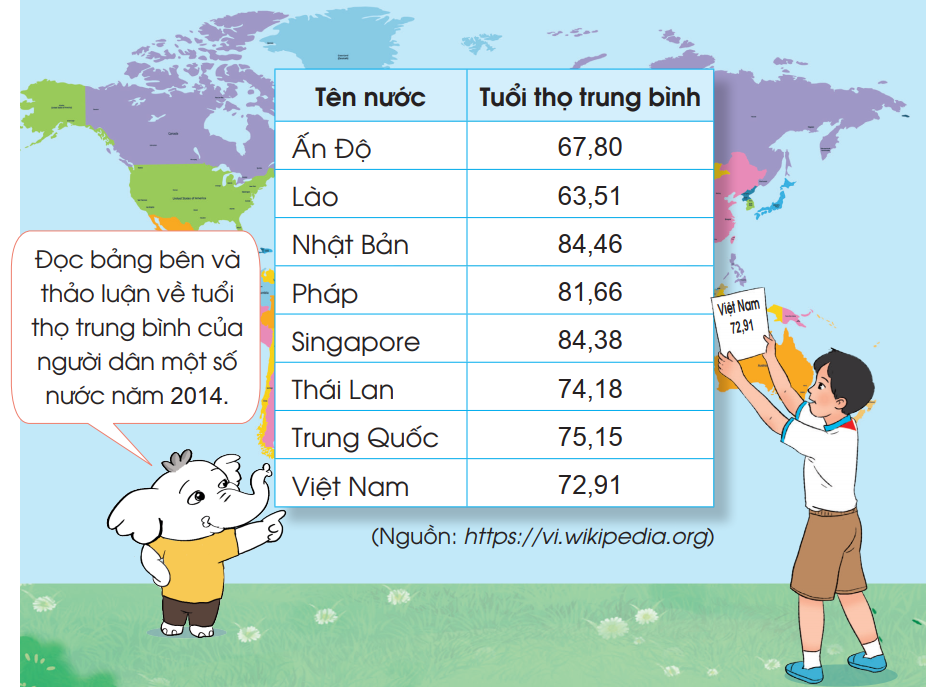 Tên nước Tuổi thọ trung bình
Ấn Độ 67,80
Lào 63,51
Nhật Bản 84,46
Pháp 81,66
Singapore 84,38
Thái Lan 74,18
Trung Quốc 75,15
Việt Nam 72,91
(Nguồn: https://vi.wikipedia.org)
Đọc bảng bên và
thảo luận về tuổi
thọ trung bình của
người dân một số
nước năm 2014.
Việt Nam
72,91